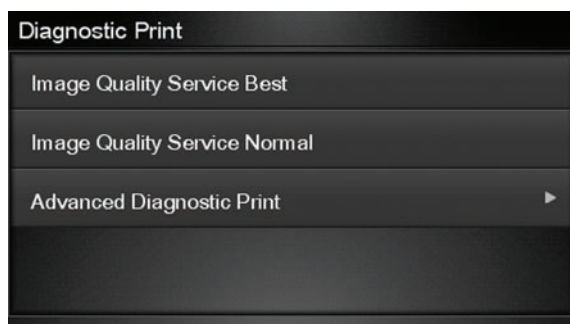 Diagnostic Print
Image Quality Service Best
Image Quality Service Normal
Advanced Diagnostic Print